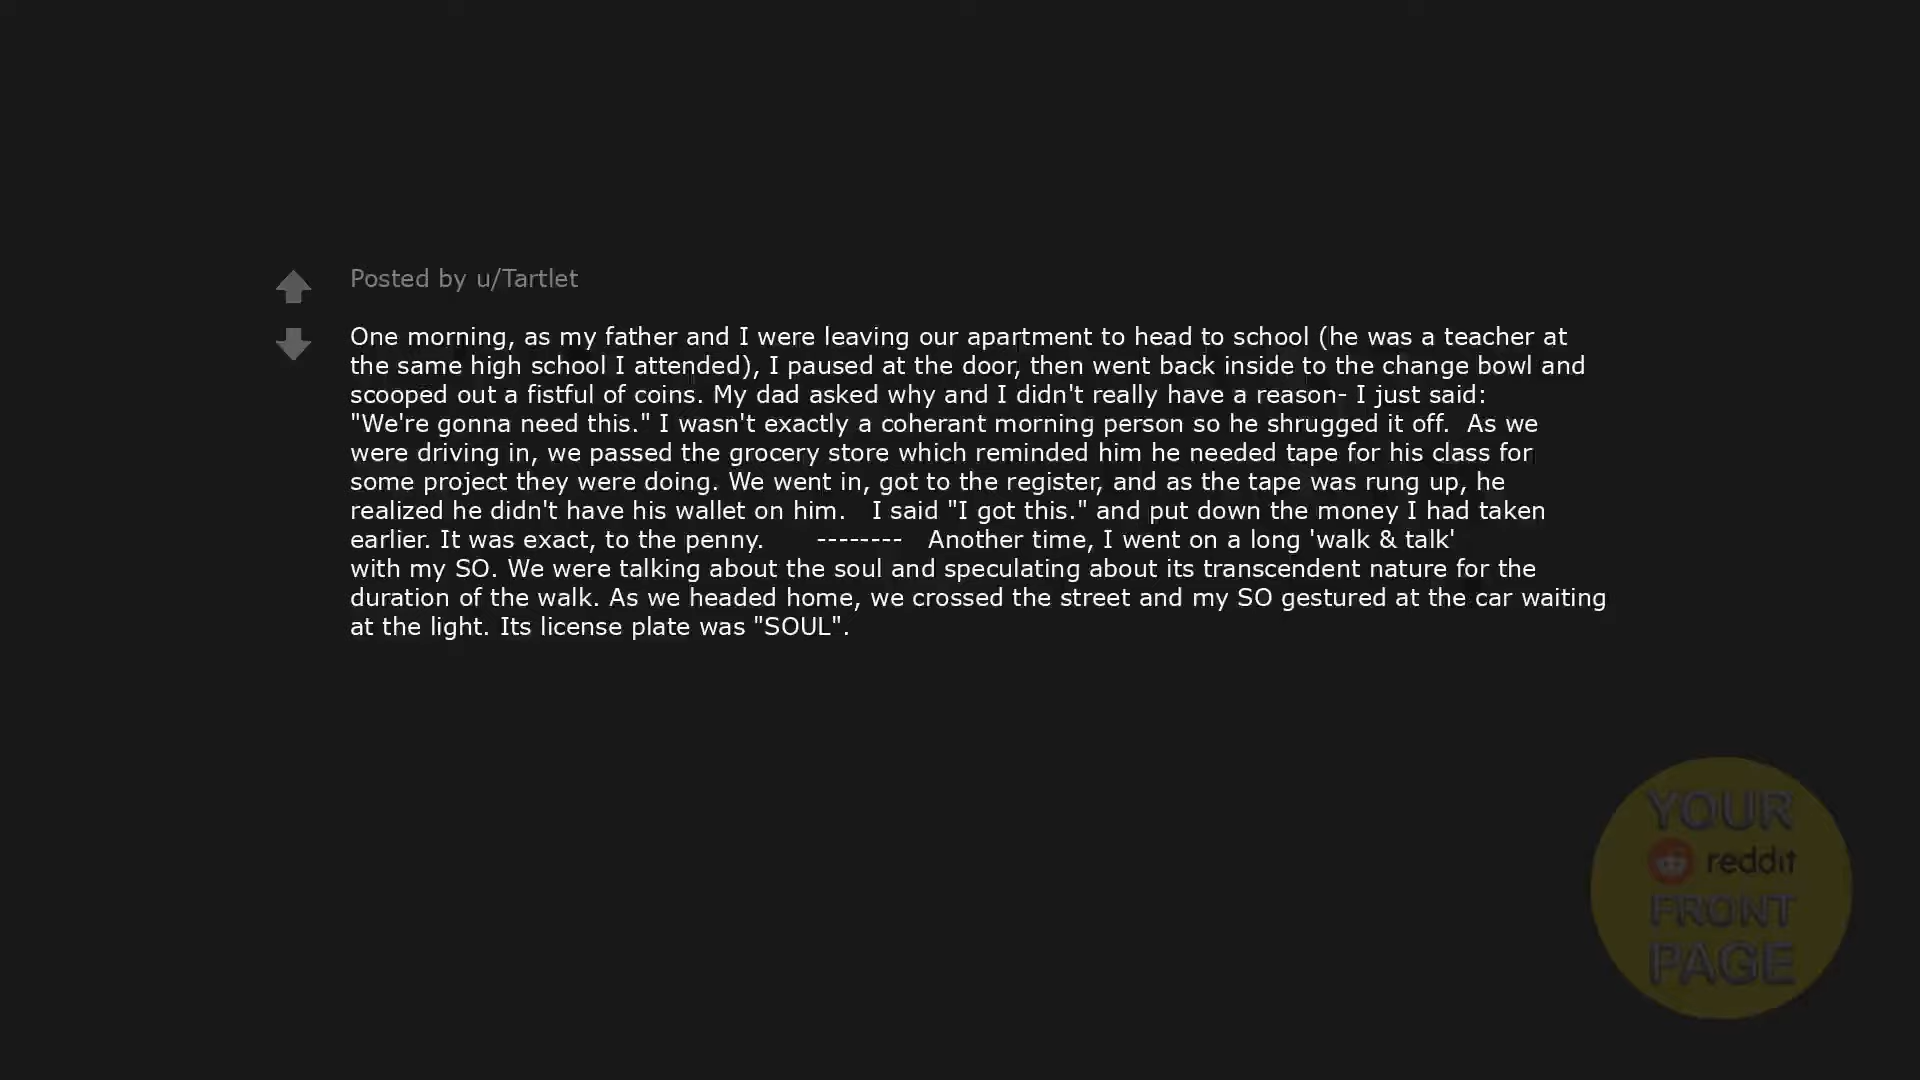 Posted by u/Tartlet
One morning, as my father and I were leaving our apartment to head to school (he was a teacher at
the same high school I attended), I paused at the door, then went back inside to the change bowl and
scooped out a fistful of coins. My dad asked why and I didn't really have a reason- I just said:
"We're gonna need this." I wasn't exactly a coherant morning person so he shrugged it off.  As we
were driving in, we passed the grocery store which reminded him he needed tape for his class for
some project they were doing. We went in, got to the register, and as the tape was rung up, he
realized he didn't have his wallet on him.   I said "I got this." and put down the money I had taken
earlier. It was exact, to the penny.       --------   Another time, I went on a long 'walk & talk'
with my SO. We were talking about the soul and speculating about its transcendent nature for the
duration of the walk. As we headed home, we crossed the street and my SO gestured at the car waiting
at the light. Its license plate was "SOUL".
YOUR
reddit
FRONT
PAGE